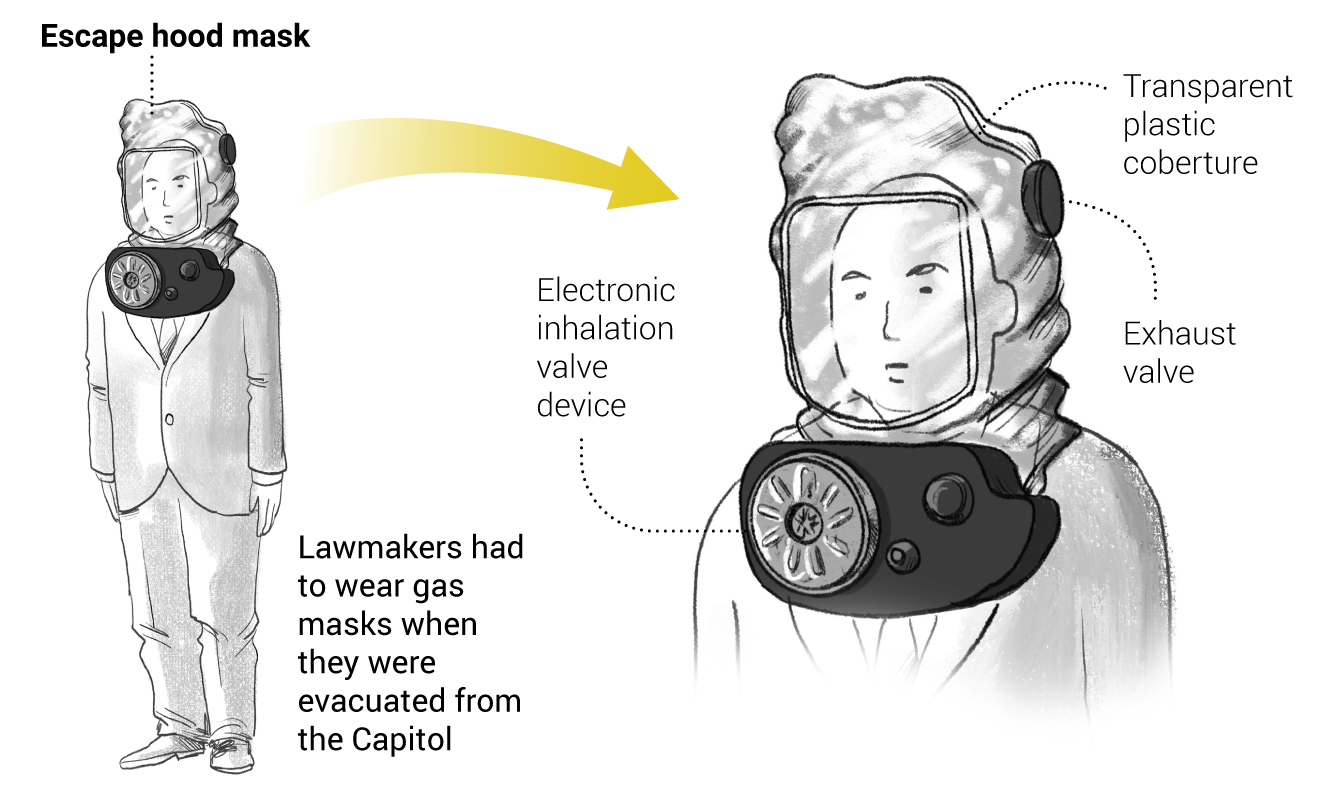 Escape hood mask
Transparent
plastic
coberture
Electronic
inhalation
valve
device
Exhaust
valve
Lawmakers had
to wear gas
masks when
they were
evacuated from
the Capitol